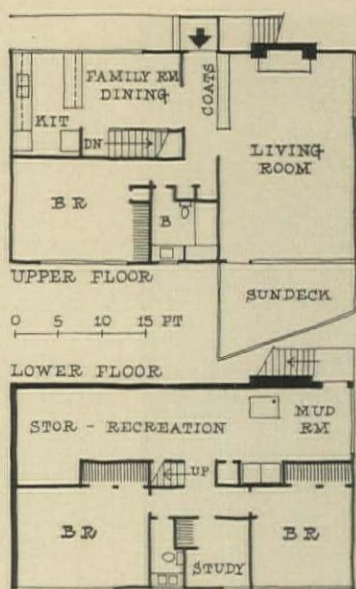 FAMILY RM
DINING
COATS
KIT
DN
LIVING
ROOM
BR
B
UPPER FLOOR
SUNDECK
0 5 10 15 FT
LOWER FLOOR
MUD
RM
STOR - RECREATION
UP
BR
BR
STUDY